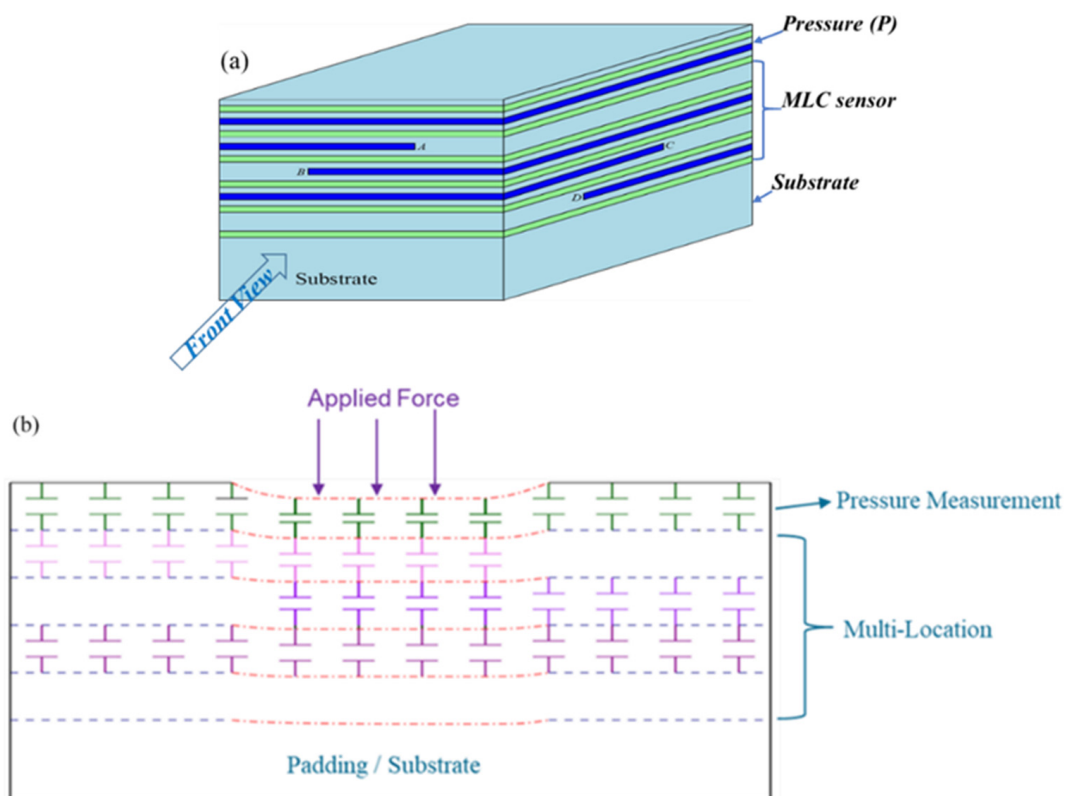 (a)
Pressure (P)
MLC sensor
Substrate
A
B
C
D
Substrate
Front View
(b)
Applied Force
Pressure Measurement
Multi-Location
Padding / Substrate